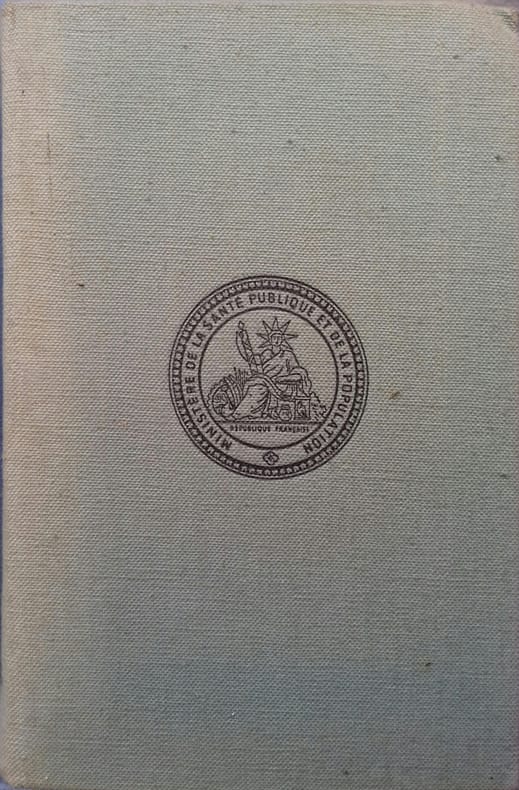 MINISTÈRE DE LA SANTÉ PUBLIQUE ET DE LA POPULATION
RÉPUBLIQUE FRANÇAISE